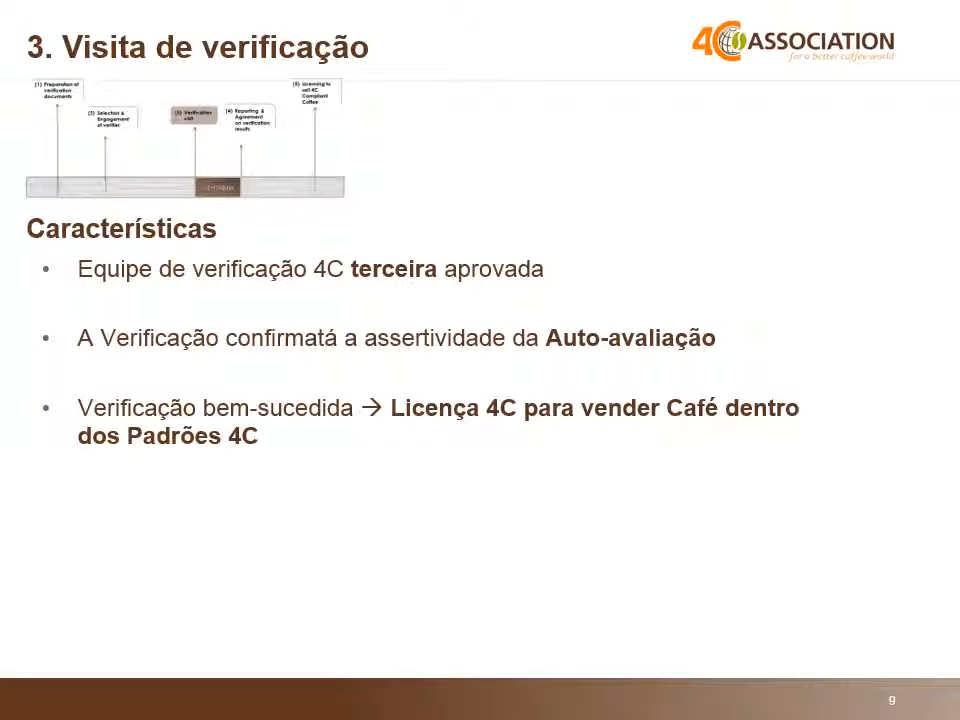 3. Visita de verificação
4C ASSOCIATION
for a better coffee world
(1) Preparation of
verification
documents
(2) Selection &
Engagement
of verifier
(3) Verification
visit
(4) Reporting &
Agreement
on verification
results
(5) Licensing to
sell 4C
Compliant
Coffee
Características
• Equipe de verificação 4C terceira aprovada
• A Verificação confirmatá a assertividade da Auto-avaliação
• Verificação bem-sucedida → Licença 4C para vender Café dentro
dos Padrões 4C
9